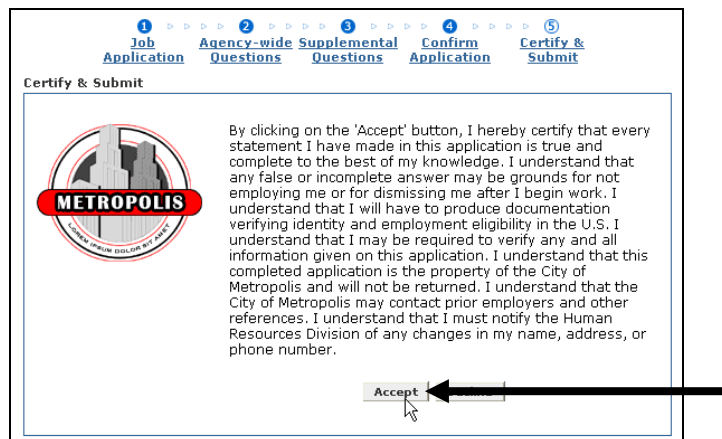 1 2 3 4 5
Job Agency-wide Supplemental Confirm Certify &
Application Questions Questions Application Submit
Certify & Submit
METROPOLIS
LOREM IPSUM DOLOR SIT AMET
By clicking on the 'Accept' button, I hereby certify that every
statement I have made in this application is true and
complete to the best of my knowledge. I understand that
any false or incomplete answer may be grounds for not
employing me or for dismissing me after I begin work. I
understand that I will have to produce documentation
verifying identity and employment eligibility in the U.S. I
understand that I may be required to verify any and all
information given on this application. I understand that this
completed application is the property of the City of
Metropolis and will not be returned. I understand that the
City of Metropolis may contact prior employers and other
references. I understand that I must notify the Human
Resources Division of any changes in my name, address, or
phone number.
Accept